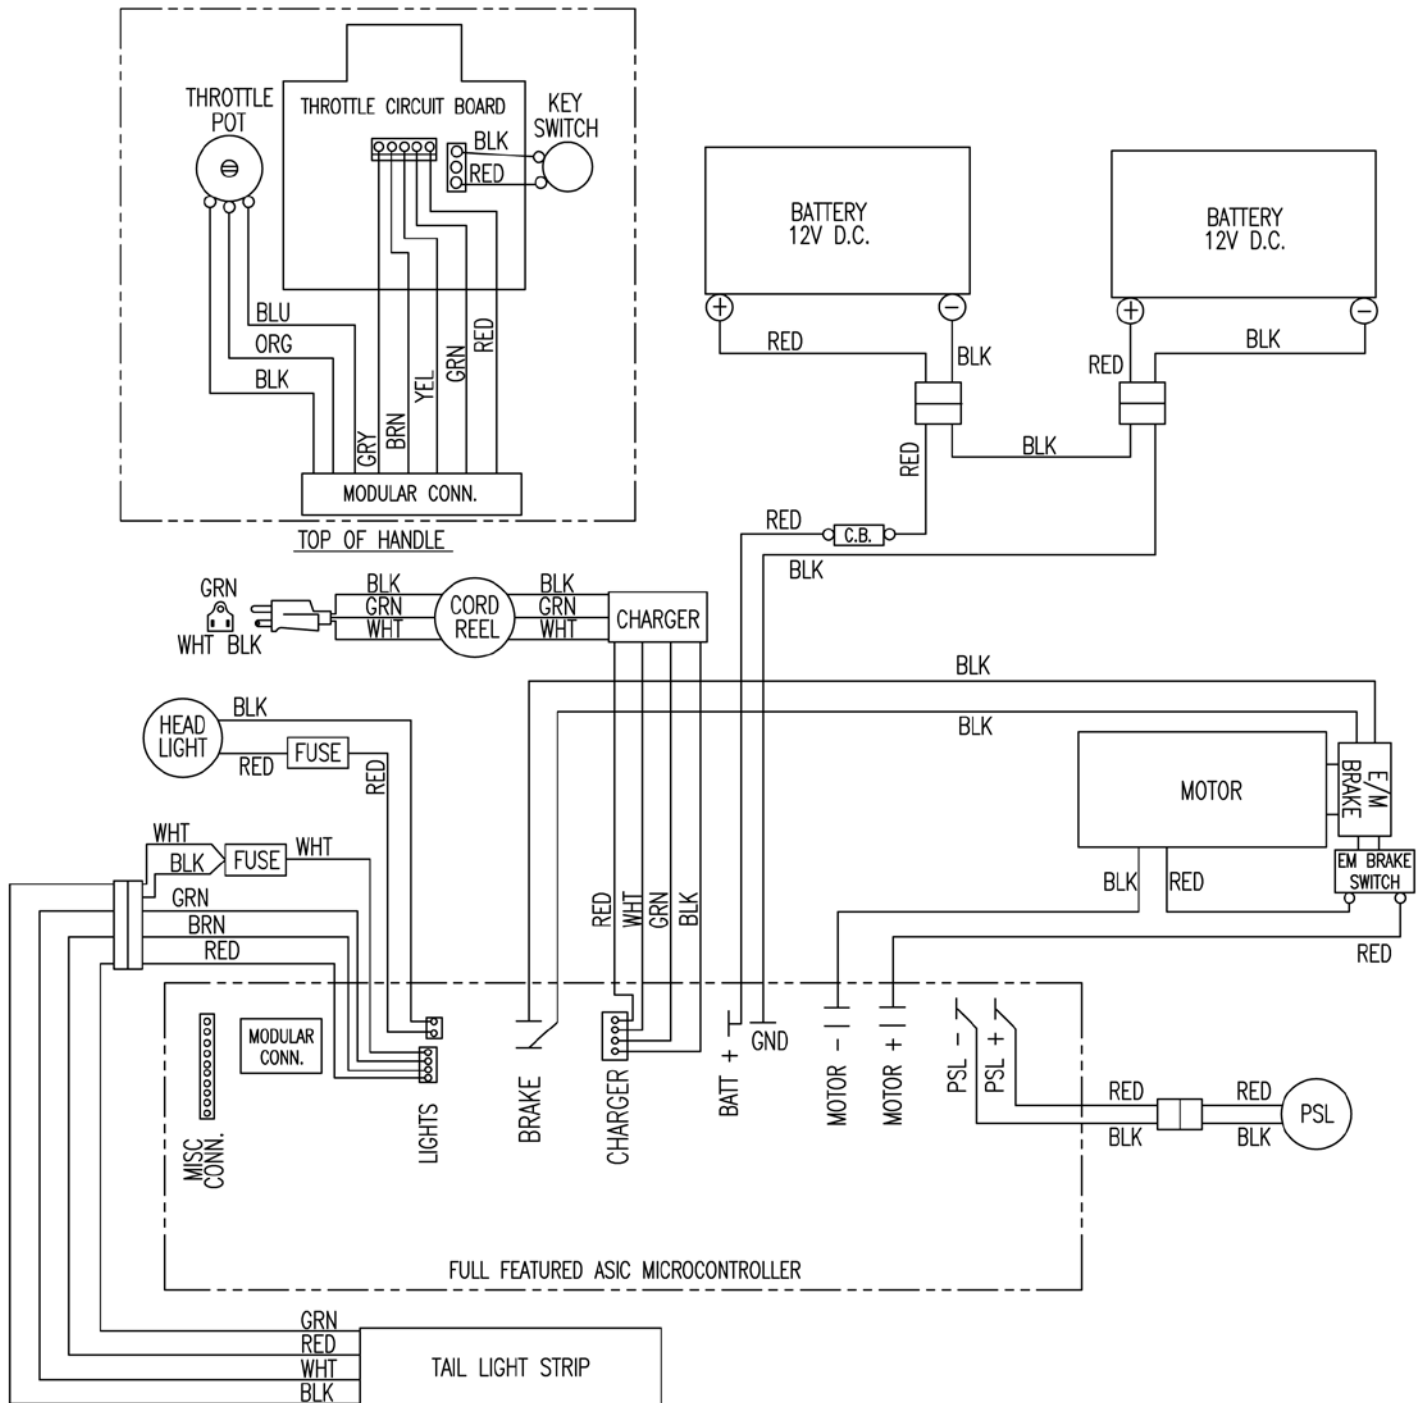 THROTTLE
POT
THROTTLE CIRCUIT BOARD
KEY
SWITCH
BLK
RED
BLU
ORG
BLK
GRY
BRN
YEL
GRN
RED
MODULAR CONN.
TOP OF HANDLE
BATTERY
12V D.C.
+
-
BATTERY
12V D.C.
+
-
RED
BLK
RED
BLK
RED
BLK
RED
C.B.
BLK
GRN
WHT BLK
BLK
GRN
WHT
CORD
REEL
BLK
GRN
WHT
CHARGER
BLK
BLK
HEAD
LIGHT
BLK
RED
FUSE
RED
MOTOR
E/M
BRAKE
EM BRAKE
SWITCH
BLK
RED
RED
WHT
BLK
FUSE
WHT
GRN
BRN
RED
RED
WHT
GRN
BLK
MISC
CONN.
MODULAR
CONN.
LIGHTS
BRAKE
CHARGER
BATT +
GND
MOTOR -
MOTOR +
PSL -
PSL +
RED
BLK
RED
BLK
PSL
FULL FEATURED ASIC MICROCONTROLLER
GRN
RED
WHT
BLK
TAIL LIGHT STRIP